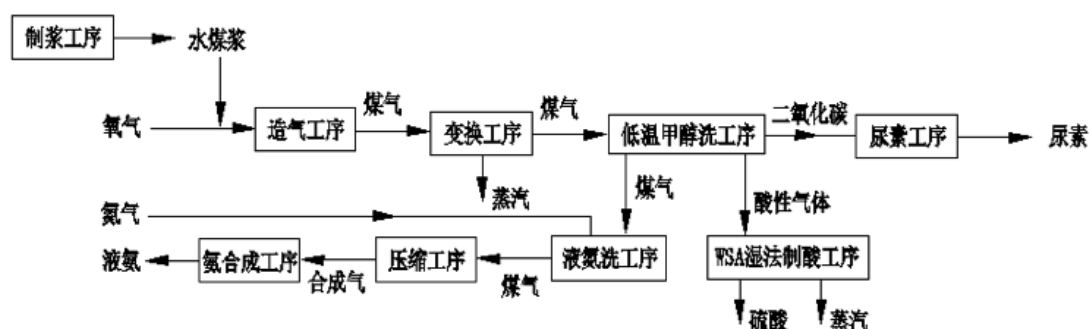 制浆工序
水煤浆
氧气
造气工序
煤气
变换工序
煤气
低温甲醇洗工序
二氧化碳
尿素工序
尿素
蒸汽
煤气
酸性气体
氮气
液氨
氨合成工序
合成气
压缩工序
煤气
液氮洗工序
WSA湿法制酸工序
硫酸
蒸汽